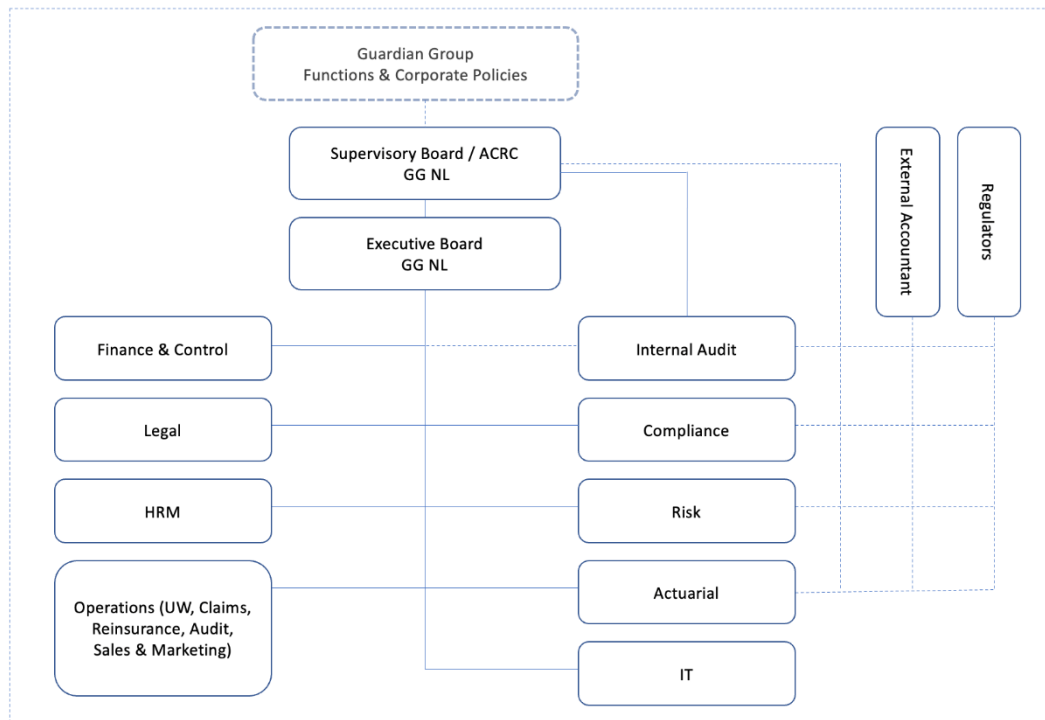 Guardian Group
Functions & Corporate Policies
Supervisory Board / ACRC
GG NL
Executive Board
GG NL
External Accountant
Regulators
Finance & Control
Internal Audit
Legal
Compliance
HRM
Risk
Operations (UW, Claims,
Reinsurance, Audit,
Sales & Marketing)
Actuarial
IT